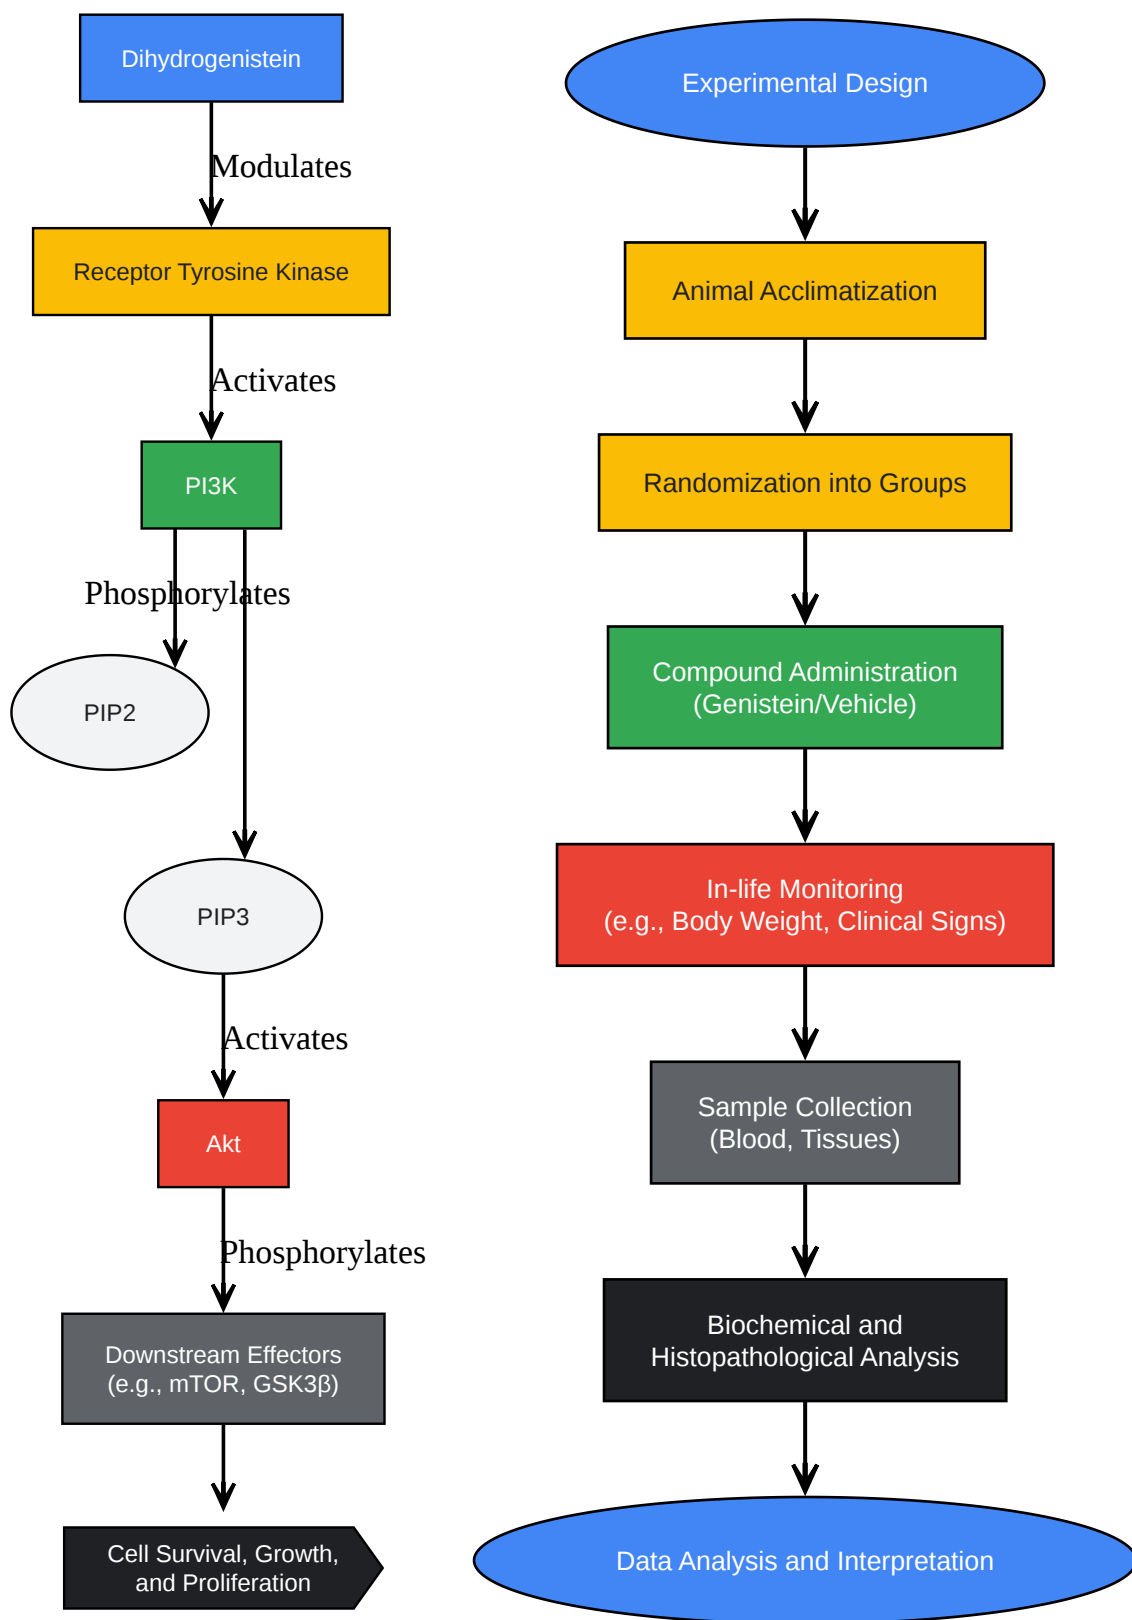 Dihydrogenistein
Modulates
Receptor Tyrosine Kinase
Activates
PI3K
Phosphorylates
PIP2
PIP3
Activates
Akt
Phosphorylates
Downstream Effectors
(e.g., mTOR, GSK3β)
Cell Survival, Growth,
and Proliferation
Experimental Design
Animal Acclimatization
Randomization into Groups
Compound Administration
(Genistein/Vehicle)
In-life Monitoring
(e.g., Body Weight, Clinical Signs)
Sample Collection
(Blood, Tissues)
Biochemical and
Histopathological Analysis
Data Analysis and Interpretation